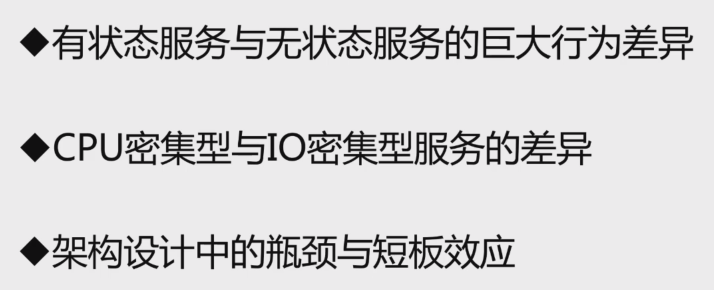 ◆有状态服务与无状态服务的巨大行为差异
◆CPU密集型与IO密集型服务的差异
◆架构设计中的瓶颈与短板效应